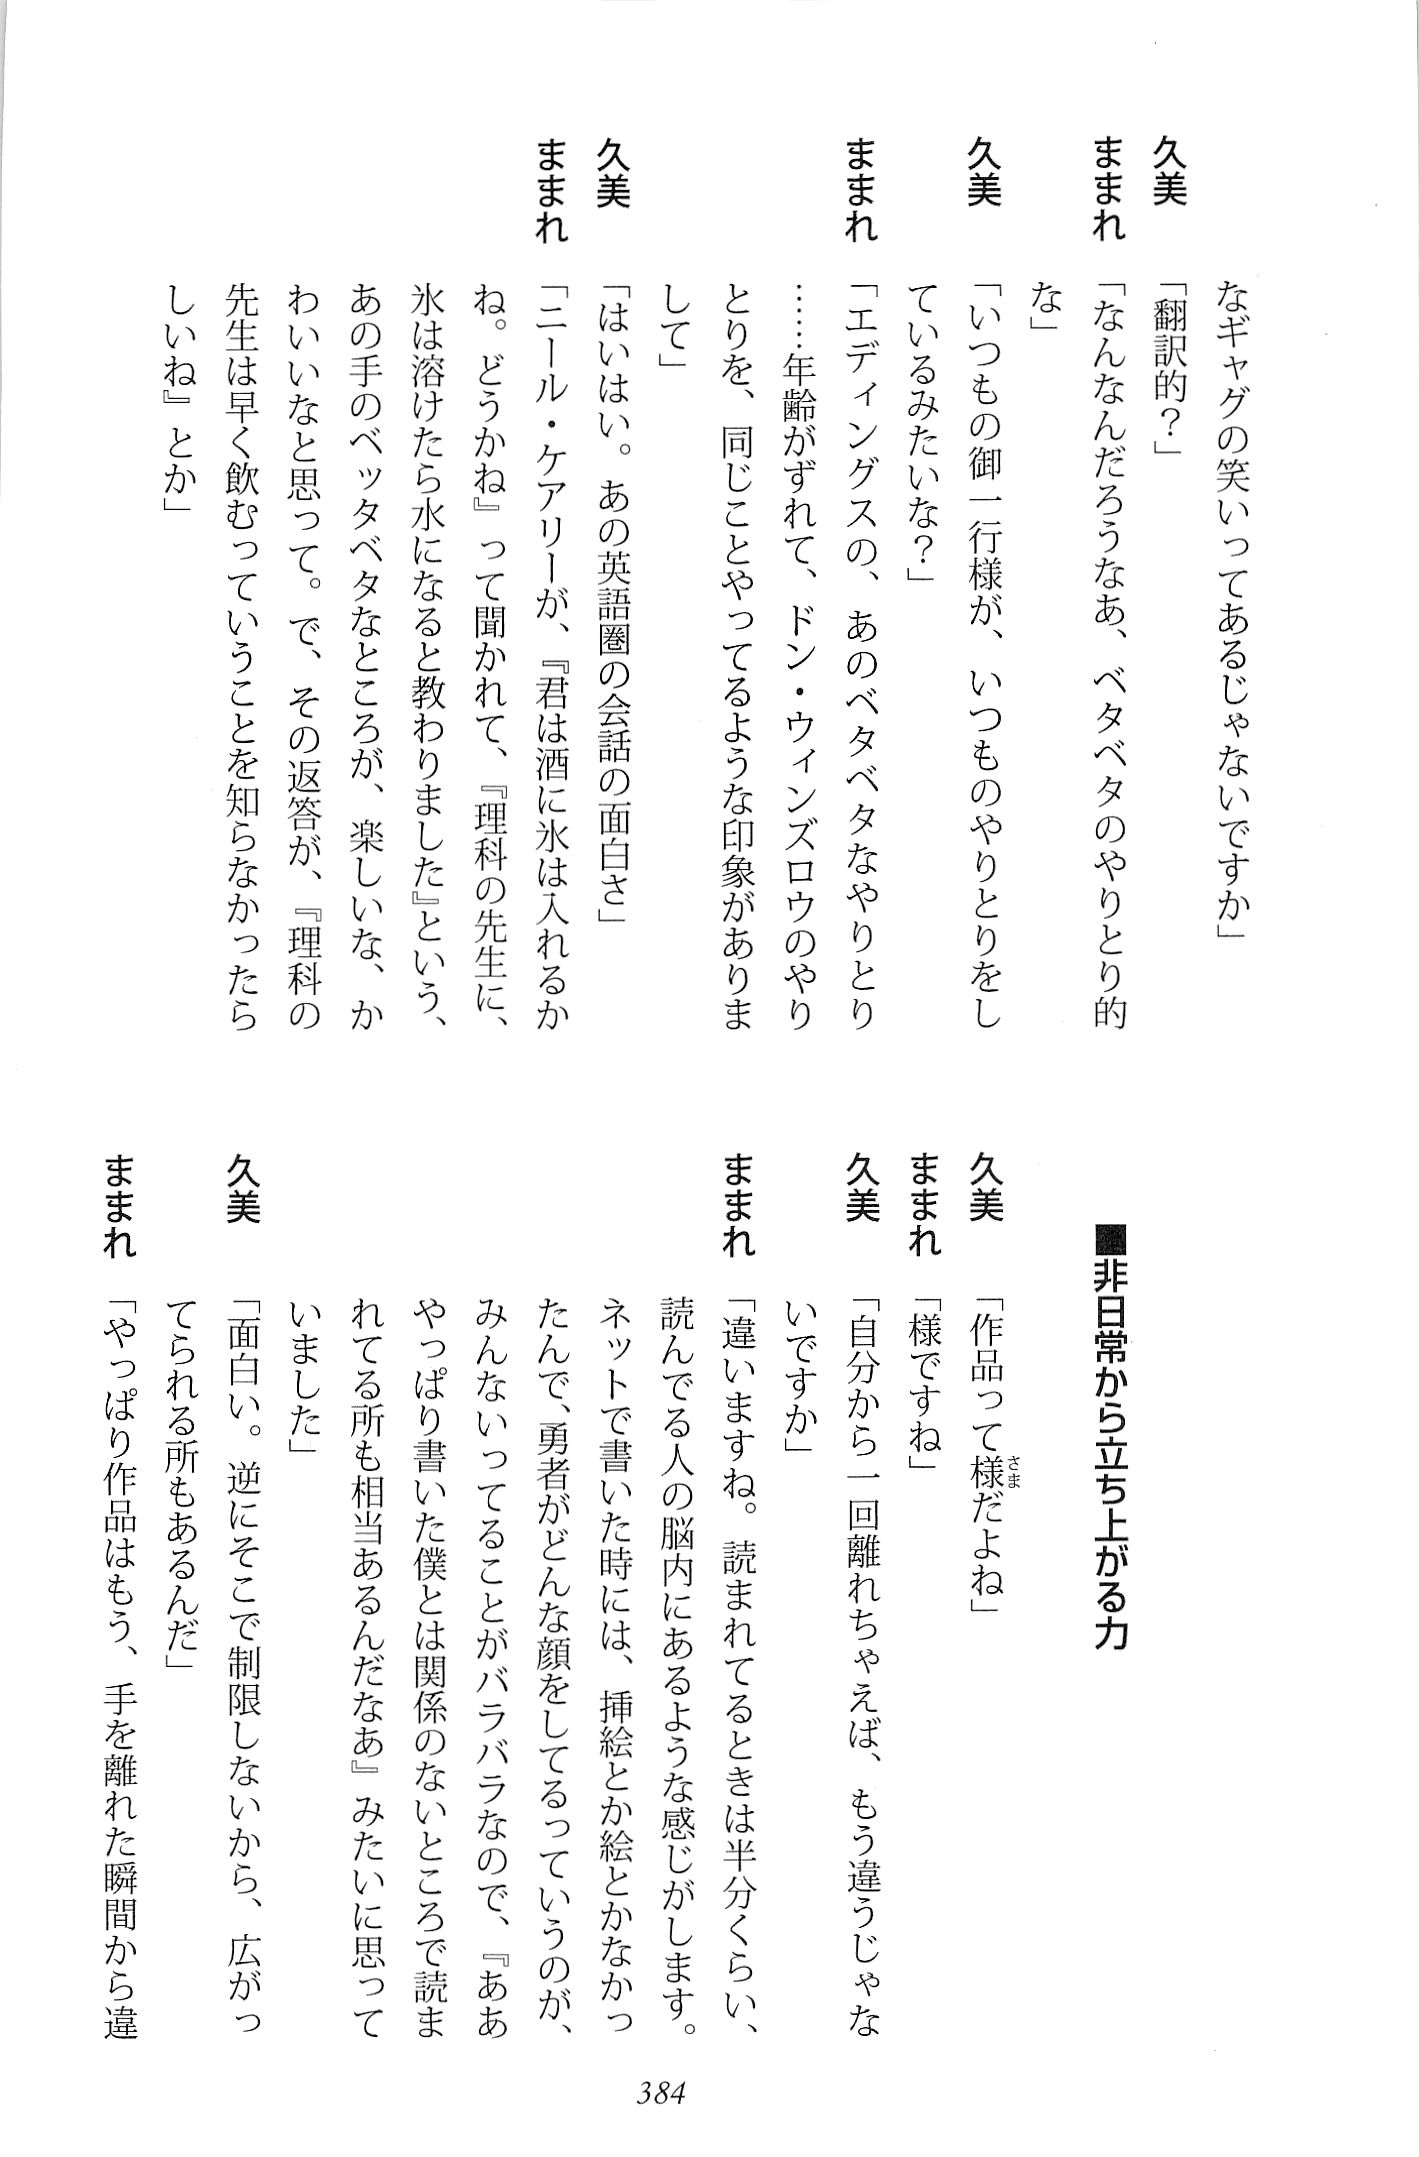 なギャグの笑いってあるじゃないですか」
久美　「翻訳的？」
ままれ　「なんなんだろうなあ、ベタベタのやりとり的
な」
久美　「いつもの御一行様が、いつものやりとりをし
ているみたいな？」
ままれ　「エディングスの、あのベタベタなやりとり
……年齢がずれて、ドン・ウィンズロウのやり
とりを、同じことやってるような印象がありま
して」
久美　「はいはい。あの英語圏の会話の面白さ」
ままれ　「ニール・ケアリーが、『君は酒に氷は入れるか
ね。どうかね』って聞かれて、『理科の先生に、
氷は溶けたら水になると教わりました』という、
あの手のベッタベタなところが、楽しいな、か
わいいなと思って。で、その返答が、『理科の
先生は早く飲むっていうことを知らなかったら
しいね』とか」
■非日常から立ち上がる力
久美　「作品って様だよね」
さま
ままれ　「様ですね」
久美　「自分から一回離れちゃえば、もう違うじゃな
いですか」
ままれ　「違いますね。読まれてるときは半分くらい、
読んでる人の脳内にあるような感じがします。
ネットで書いた時には、挿絵とか絵とかなかっ
たんで、勇者がどんな顔をしてるっていうのが、
みんないってることがバラバラなので、『ああ
やっぱり書いた僕とは関係のないところで読ま
れてる所も相当あるんだなあ』みたいに思って
いました」
久美　「面白い。逆にそこで制限しないから、広がっ
てられる所もあるんだ」
ままれ　「やっぱり作品はもう、手を離れた瞬間から違
384